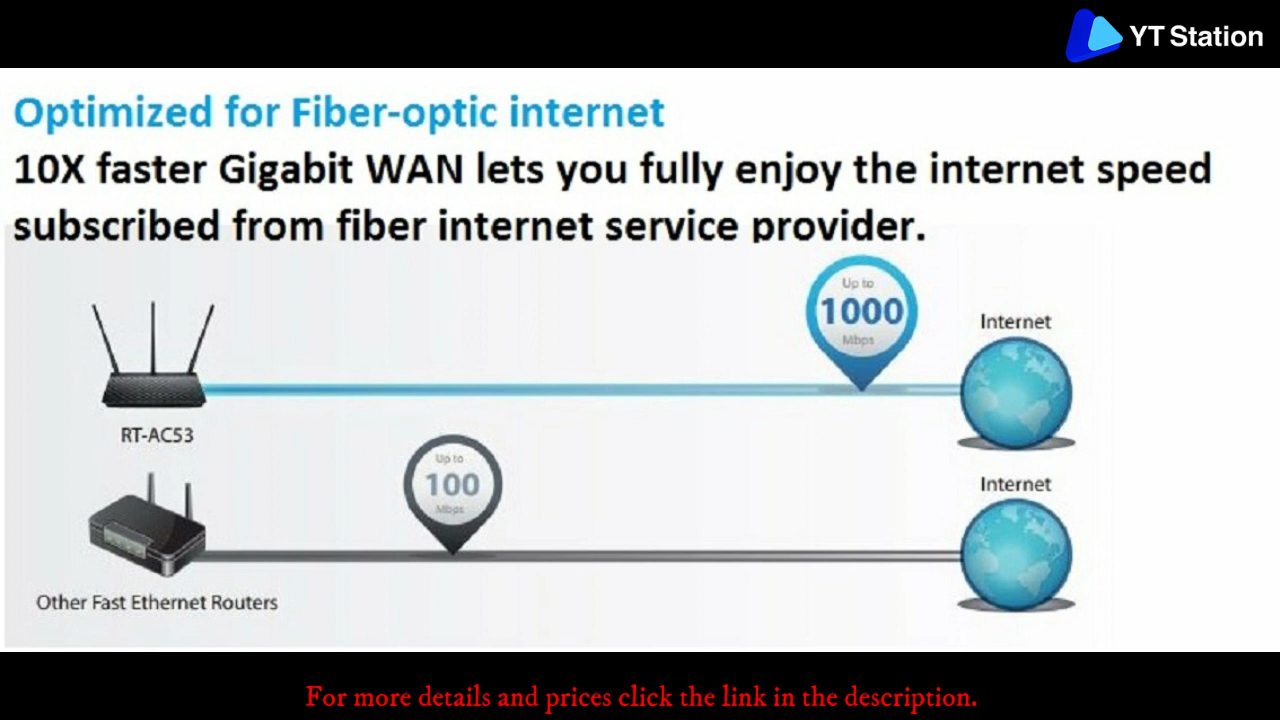 YT Station
Optimized for Fiber-optic internet
10X faster Gigabit WAN lets you fully enjoy the internet speed
subscribed from fiber internet service provider.
Up to
1000
Mbps
Internet
RT-AC53
Up to
100
Mbps
Internet
Other Fast Ethernet Routers
For more details and prices click the link in the description.